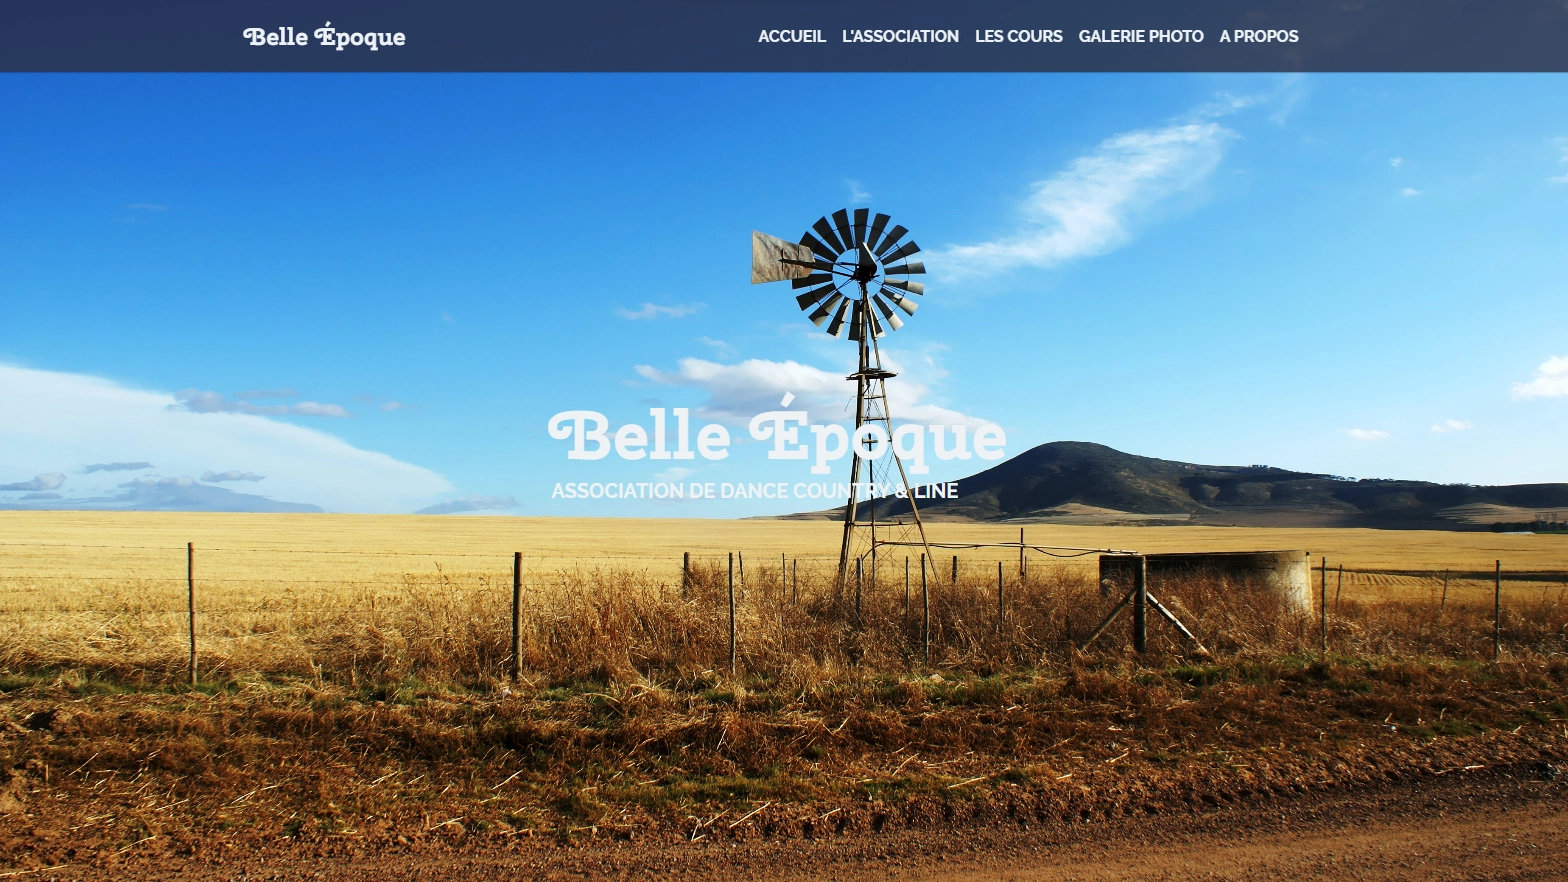 Belle Époque
ACCUEIL L'ASSOCIATION LES COURS GALERIE PHOTO A PROPOS
Belle Époque
ASSOCIATION DE DANCE COUNTRY & LINE